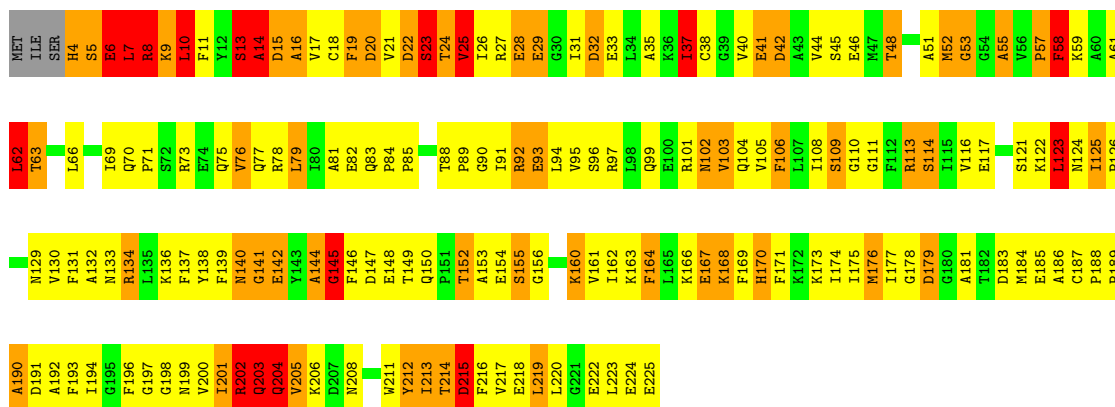 MET ILE SER H4 S5 E6 L7 R8 K9 L10 F11 Y12 S13 A14 D15 A16 V17 C18 F19 D20 V21 D22 S23 T24 V25 I26 R27 E28 E29 G30 I31 D32 E33 L34 A35 K36 I37 C38 G39 V40 E41 D42 A43 V44 S45 E46 M47 T48 A51 M52 G53 G54 A55 V56 P57 F58 K59 A60 A61
L62 T63 L66 I69 Q70 P71 S72 R73 E74 Q75 V76 Q77 R78 L79 I80 A81 E82 Q83 P84 P85 T88 P89 G90 I91 R92 E93 L94 V95 S96 R97 L98 Q99 E100 R101 N102 V103 Q104 V105 F106 L107 I108 S109 G110 G111 F112 R113 S114 I115 V116 E117 S121 K122 L123 N124 I125 P126
N129 V130 F131 A132 N133 R134 L135 K136 F137 Y138 F139 N140 G141 E142 Y143 A144 G145 F146 D147 E148 T149 Q150 P151 T152 A153 E154 S155 G156 K160 V161 I162 K163 F164 L165 K166 E167 K168 F169 H170 F171 K172 K173 I174 I175 M176 I177 G178 D179 G180 A181 T182 D183 M184 E185 A186 C187 P188 P189
A190 D191 A192 F193 I194 G195 F196 G197 G198 N199 V200 I201 R202 Q203 Q204 V205 K206 D207 N208 W211 Y212 I213 T214 D215 F216 V217 E218 L219 L220 G221 E222 L223 E224 E225